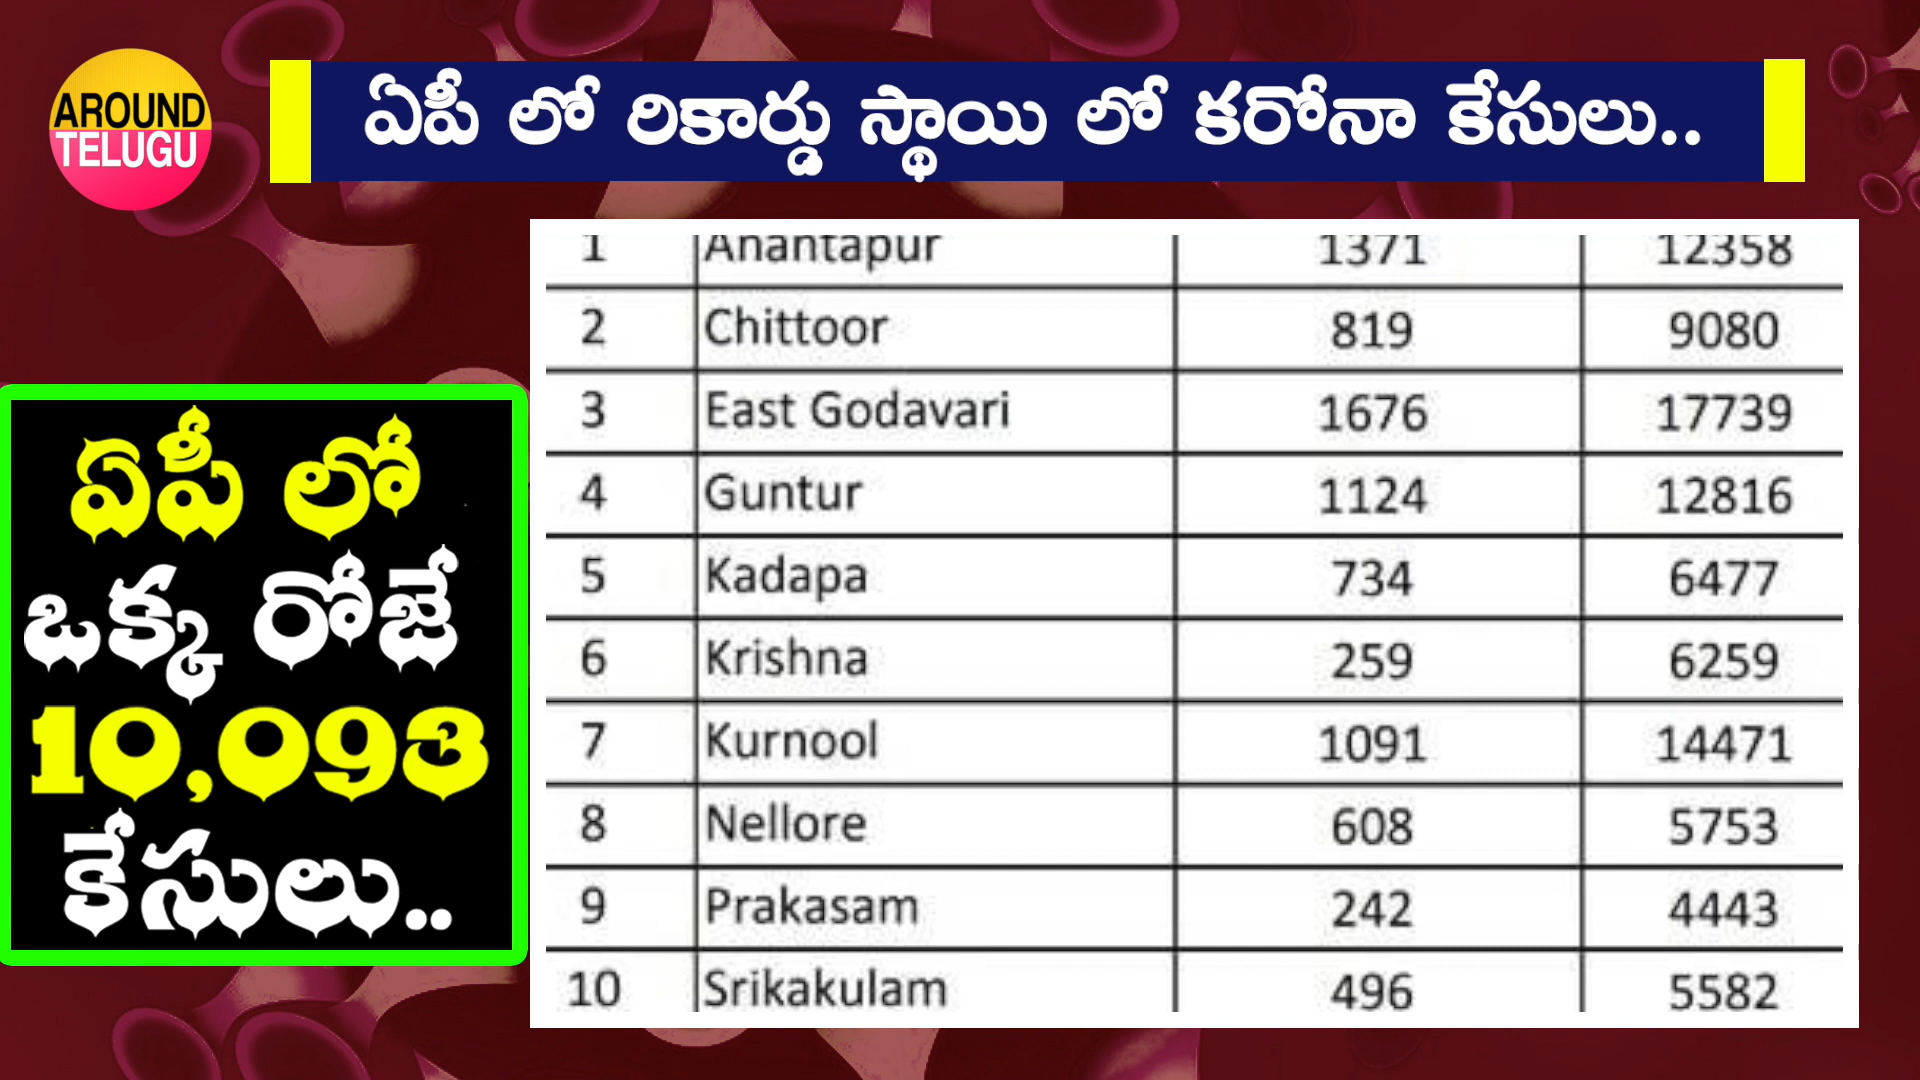 AROUND
TELUGU
ఏపీ లో రికార్డు స్థాయి లో కరోనా కేసులు..
ఏపీ లో
ఒక్క రోజే
10,093
కేసులు..
1 Anantapur 1371 12358
2 Chittoor 819 9080
3 East Godavari 1676 17739
4 Guntur 1124 12816
5 Kadapa 734 6477
6 Krishna 259 6259
7 Kurnool 1091 14471
8 Nellore 608 5753
9 Prakasam 242 4443
10 Srikakulam 496 5582